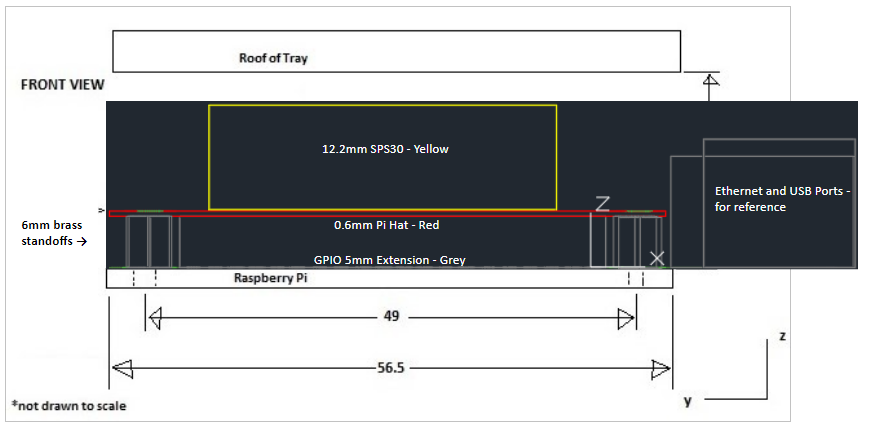 Roof of Tray
FRONT VIEW
12.2mm SPS30 - Yellow
Ethernet and USB Ports -
for reference
Z
6mm brass
standoffs →
0.6mm Pi Hat - Red
X
GPIO 5mm Extension - Grey
Raspberry Pi
49
z
56.5
y
*not drawn to scale